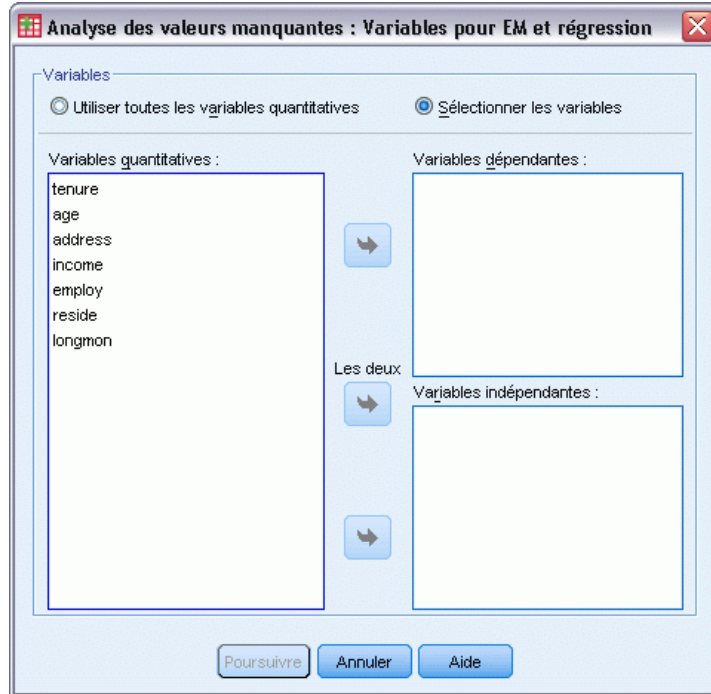 Analyse des valeurs manquantes : Variables pour EM et régression
Variables
Utiliser toutes les variables quantitatives
Sélectionner les variables
Variables quantitatives :
Variables dépendantes :
tenure
age
address
income
employ
reside
longmon
Les deux
Variables indépendantes :
Poursuivre
Annuler
Aide